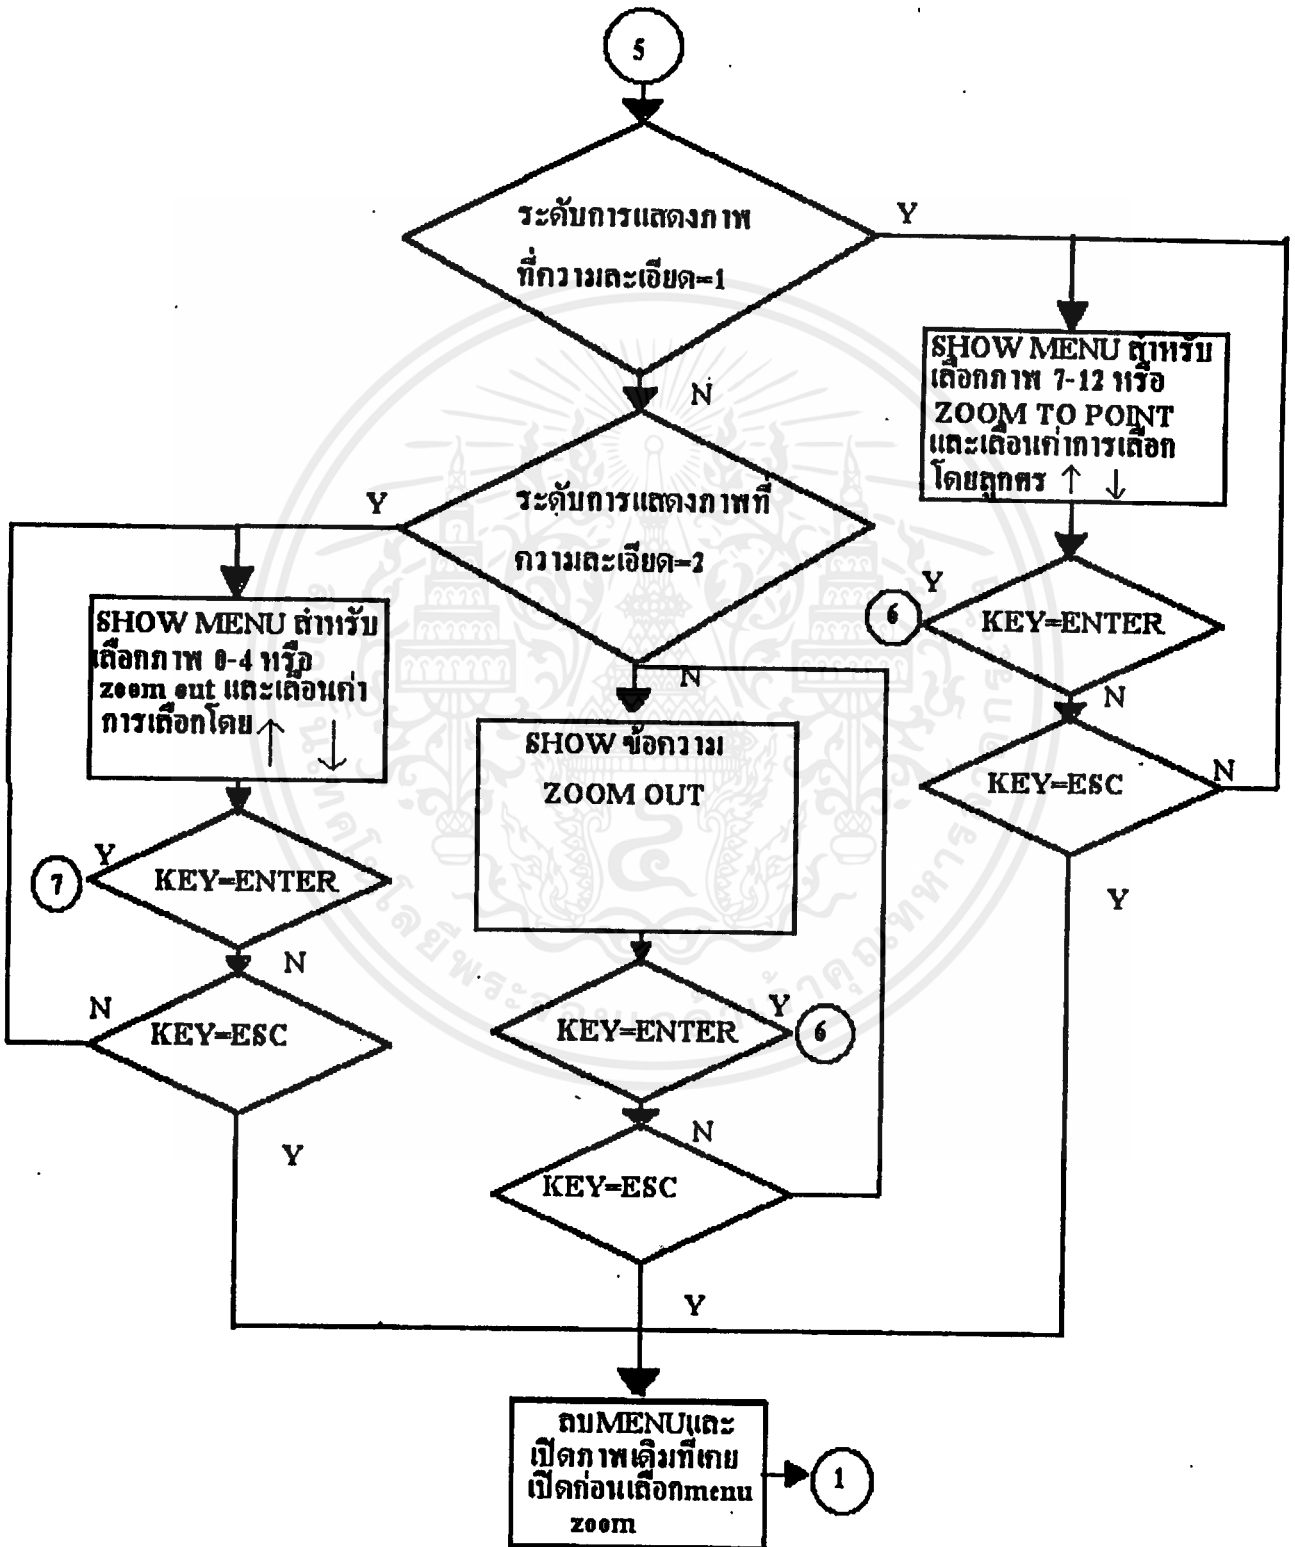 5
ระดับการแสดงภาพ
ที่ความละเอียด=1
Y
N
SHOW MENU สำหรับ
เลือกภาพ 7-12 หรือ
ZOOM TO POINT
และเลื่อนค่าการเลือก
โดยลูกศร ↑ ↓
Y
6
KEY=ENTER
N
KEY=ESC
N
Y
ระดับการแสดงภาพที่
ความละเอียด=2
Y
N
SHOW MENU สำหรับ
เลือกภาพ 0-4 หรือ
zoom out และเลื่อนค่า
การเลือกโดย ↑ ↓
Y
7
KEY=ENTER
N
N
KEY=ESC
Y
SHOW ข้อความ
ZOOM OUT
Y
KEY=ENTER
6
N
KEY=ESC
Y
ลบMENUและ
เปิดภาพเดิมที่เคย
เปิดก่อนเลือกmenu
zoom
1